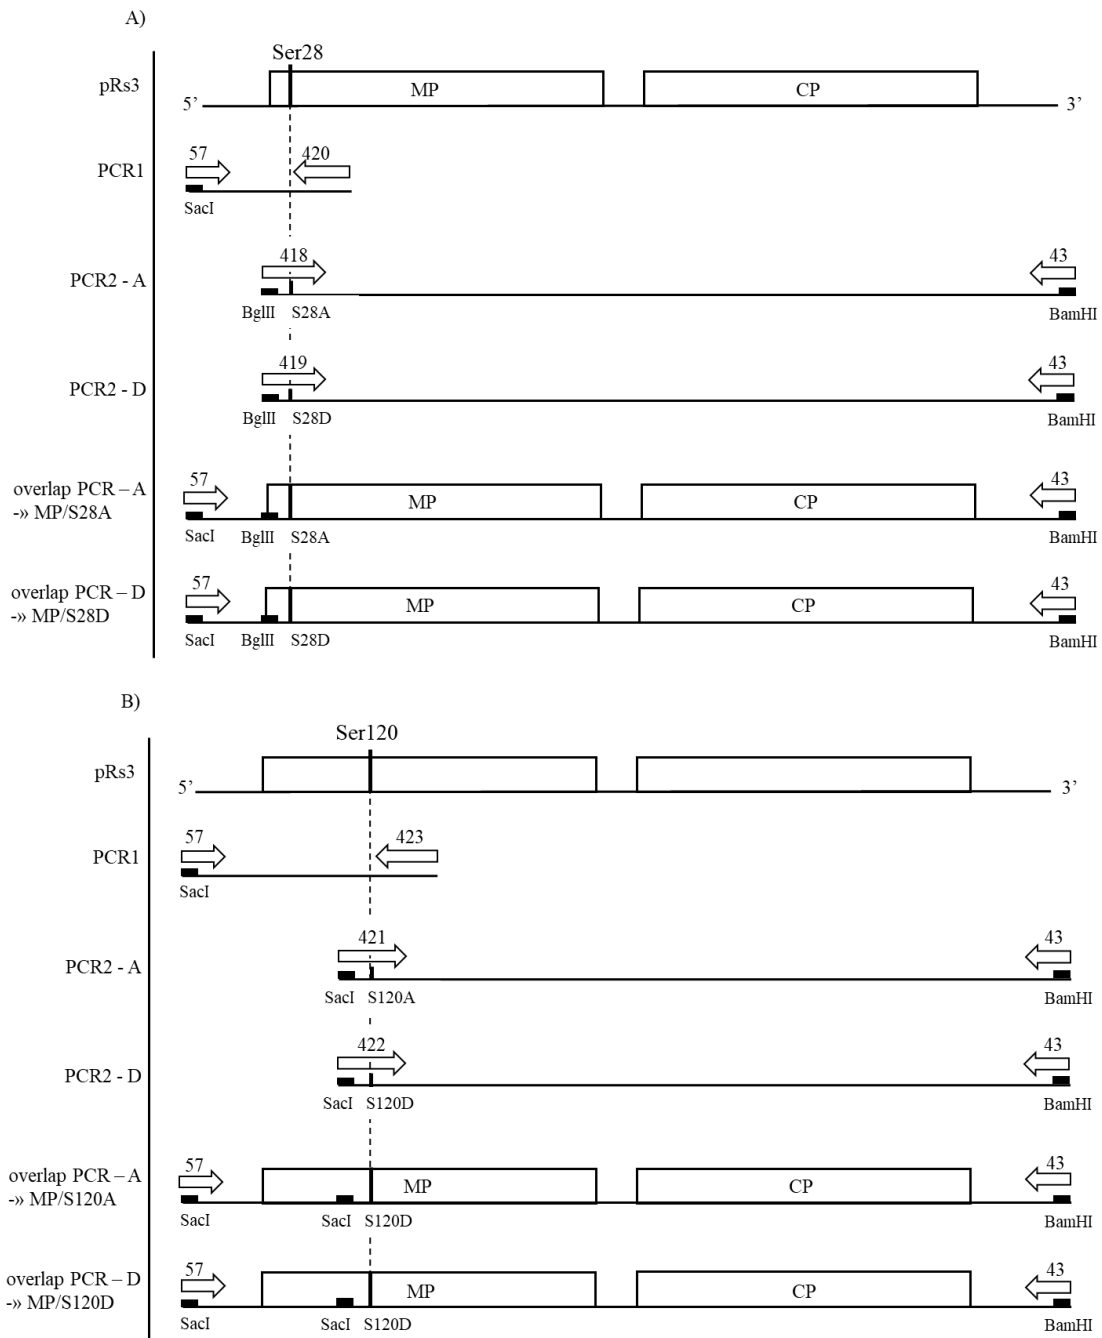 A)
Ser28
pRs3
MP
CP
5’
3’
57
420
PCR1
SacI
418
43
PCR2 - A
BglII
S28A
BamHI
419
43
PCR2 - D
BglII
S28D
BamHI
57
43
overlap PCR – A
-» MP/S28A
MP
CP
SacI
BglII
S28A
BamHI
57
43
overlap PCR – D
-» MP/S28D
MP
CP
SacI
BglII
S28D
BamHI
B)
Ser120
pRs3
5’
3’
57
423
PCR1
SacI
421
43
PCR2 - A
SacI
S120A
BamHI
422
43
PCR2 - D
SacI
S120D
BamHI
57
43
overlap PCR – A
-» MP/S120A
MP
CP
SacI
SacI
S120D
BamHI
57
43
overlap PCR – D
-» MP/S120D
MP
CP
SacI
SacI
S120D
BamHI